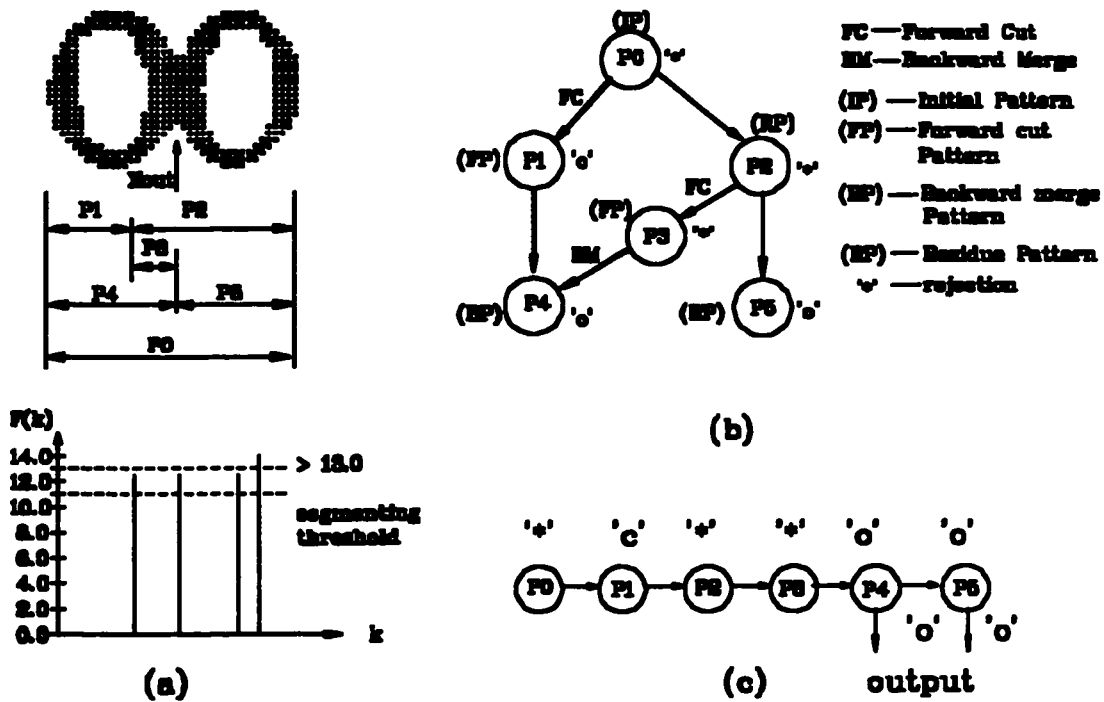 Xcut
P1 P2
P3
P4 P5
P0
F(k)
14.0
12.0
10.0
8.0
6.0
4.0
2.0
0.0
> 13.0
segmenting
threshold
k
(a)
(IP)
P0 '*'
FC
(FP) P1 'c'
(RP)
P2 '*'
FC
(FP)
P3 '*'
BM
(BP) P4 'o'
(RP) P5 'o'
FC — Forward Cut
BM — Backward Merge
(IP) — Initial Pattern
(FP) — Forward cut
Pattern
(BP) — Backward merge
Pattern
(RP) — Residue Pattern
'*' — rejection
(b)
'*' 'C' '*' '*' 'O' 'O'
P0 P1 P2 P3 P4 P5
'O' 'O'
(c) output